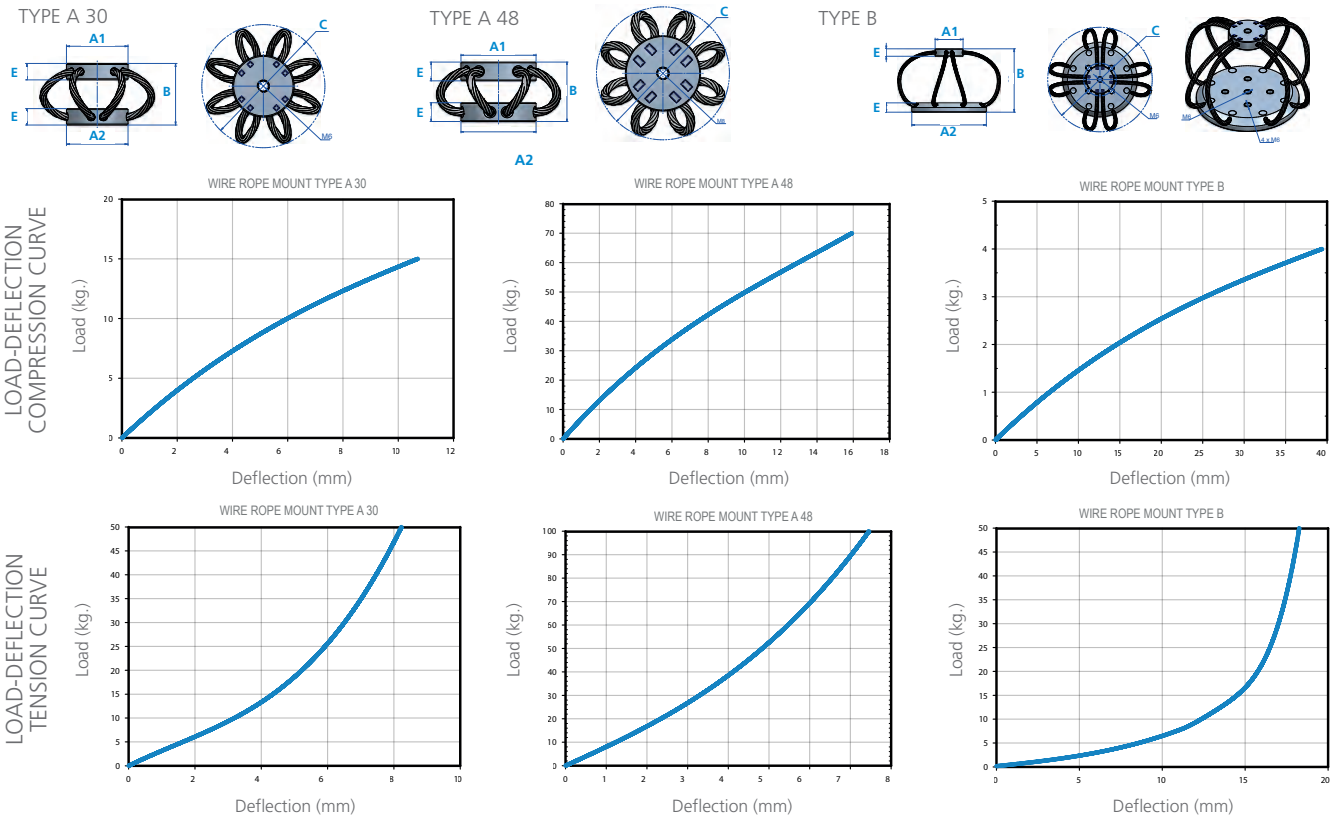 TYPE A 30
A1
E
B
E
A2
C
M6
TYPE A 48
A1
E
B
E
A2
C
M8
TYPE B
A1
E
B
E
A2
C
M6
M6
4 x M6
LOAD-DEFLECTION
COMPRESSION CURVE
WIRE ROPE MOUNT TYPE A 30
Load (kg.)
20
15
10
5
0
0 2 4 6 8 10 12
Deflection (mm)
WIRE ROPE MOUNT TYPE A 48
Load (kg.)
80
70
60
50
40
30
20
10
0
0 2 4 6 8 10 12 14 16 18
Deflection (mm)
WIRE ROPE MOUNT TYPE B
Load (kg.)
5
4
3
2
1
0
0 5 10 15 20 25 30 35 40
Deflection (mm)
LOAD-DEFLECTION
TENSION CURVE
WIRE ROPE MOUNT TYPE A 30
Load (kg.)
50
45
40
35
30
25
20
15
10
5
0
0 2 4 6 8 10
Deflection (mm)
WIRE ROPE MOUNT TYPE A 48
Load (kg.)
100
90
80
70
60
50
40
30
20
10
0
0 1 2 3 4 5 6 7 8
Deflection (mm)
WIRE ROPE MOUNT TYPE B
Load (kg.)
50
45
40
35
30
25
20
15
10
5
0
0 5 10 15 20
Deflection (mm)